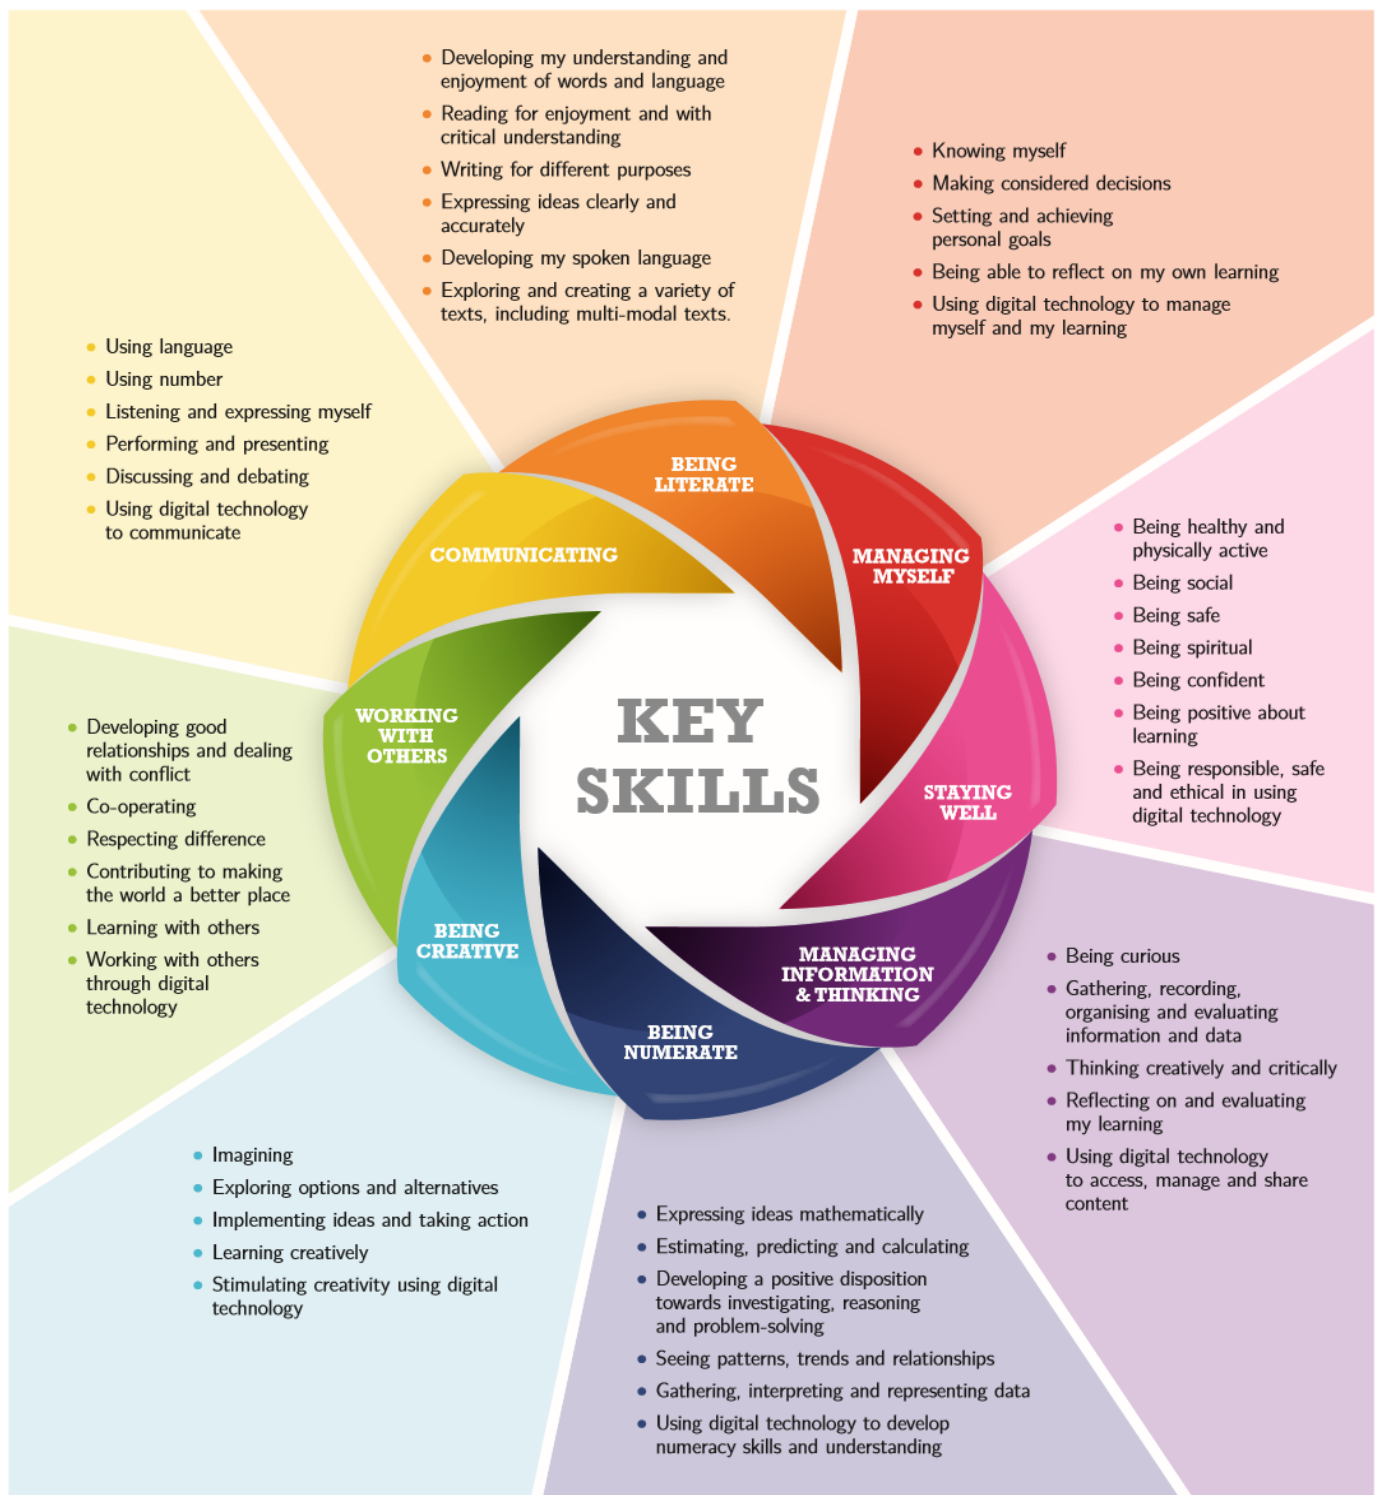 • Developing my understanding and
enjoyment of words and language
• Reading for enjoyment and with
critical understanding
• Writing for different purposes
• Expressing ideas clearly and
accurately
• Developing my spoken language
• Exploring and creating a variety of
texts, including multi-modal texts.
• Knowing myself
• Making considered decisions
• Setting and achieving
personal goals
• Being able to reflect on my own learning
• Using digital technology to manage
myself and my learning
• Using language
• Using number
• Listening and expressing myself
• Performing and presenting
• Discussing and debating
• Using digital technology
to communicate
BEING
LITERATE
COMMUNICATING
MANAGING
MYSELF
• Being healthy and
physically active
• Being social
• Being safe
• Being spiritual
• Being confident
• Being positive about
learning
• Being responsible, safe
and ethical in using
digital technology
WORKING
WITH
OTHERS
KEY
SKILLS
STAYING
WELL
• Developing good
relationships and dealing
with conflict
• Co-operating
• Respecting difference
• Contributing to making
the world a better place
• Learning with others
• Working with others
through digital
technology
BEING
CREATIVE
MANAGING
INFORMATION
& THINKING
BEING
NUMERATE
• Being curious
• Gathering, recording,
organising and evaluating
information and data
• Thinking creatively and critically
• Reflecting on and evaluating
my learning
• Using digital technology
to access, manage and share
content
• Imagining
• Exploring options and alternatives
• Implementing ideas and taking action
• Learning creatively
• Stimulating creativity using digital
technology
• Expressing ideas mathematically
• Estimating, predicting and calculating
• Developing a positive disposition
towards investigating, reasoning
and problem-solving
• Seeing patterns, trends and relationships
• Gathering, interpreting and representing data
• Using digital technology to develop
numeracy skills and understanding